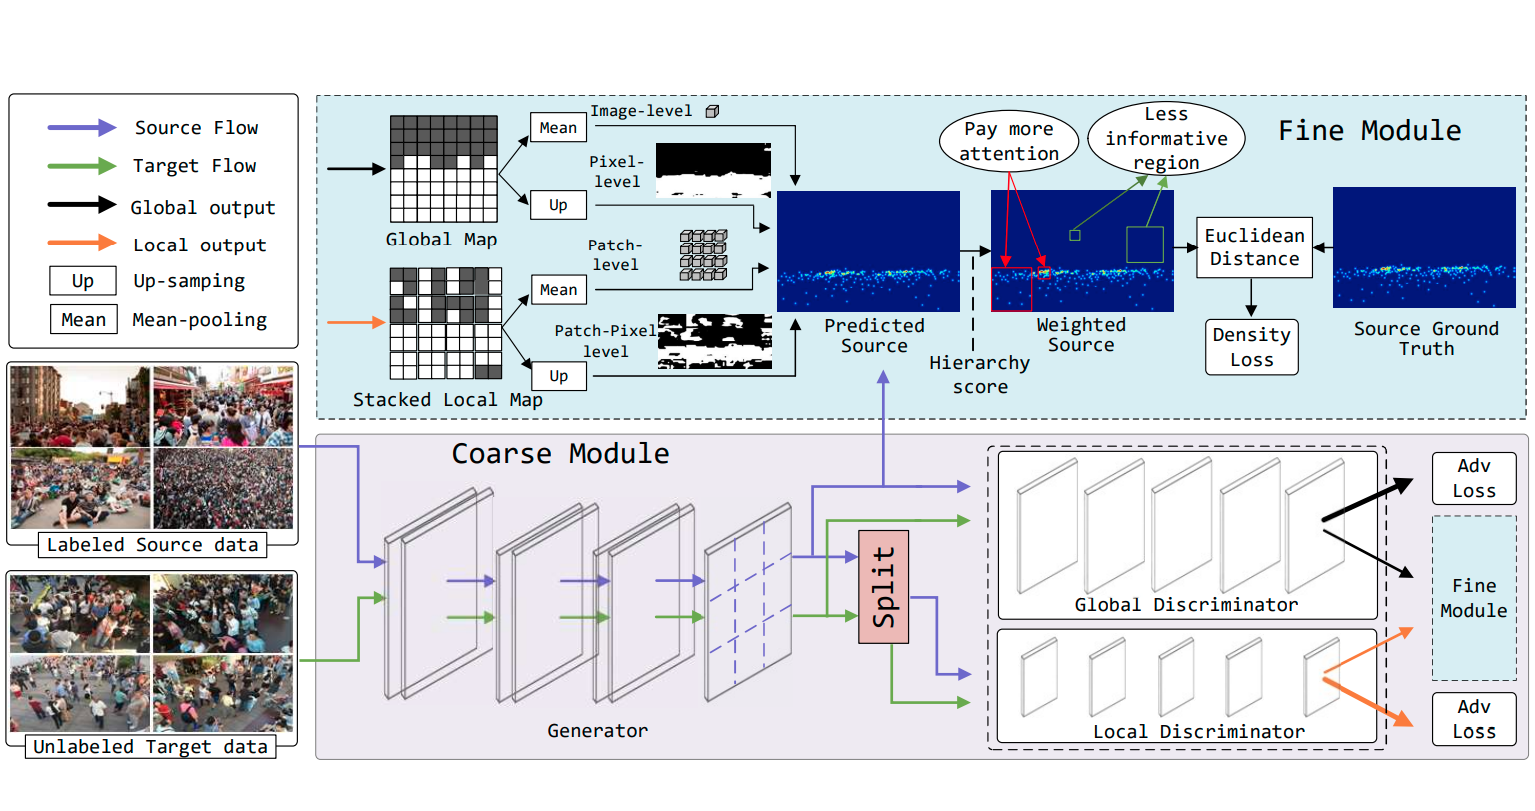 Source Flow
Target Flow
Global output
Local output
Up
Up-samping
Mean
Mean-pooling
Labeled Source data
Unlabeled Target data
Fine Module
Global Map
Mean
Image-level
Pixel-
level
Up
Stacked Local Map
Patch-
level
Mean
Patch-Pixel
level
Up
Predicted
Source
Hierarchy
score
Pay more
attention
Less
informative
region
Weighted
Source
Euclidean
Distance
Density
Loss
Source Ground
Truth
Coarse Module
Generator
Split
Global Discriminator
Local Discriminator
Adv
Loss
Fine
Module
Adv
Loss